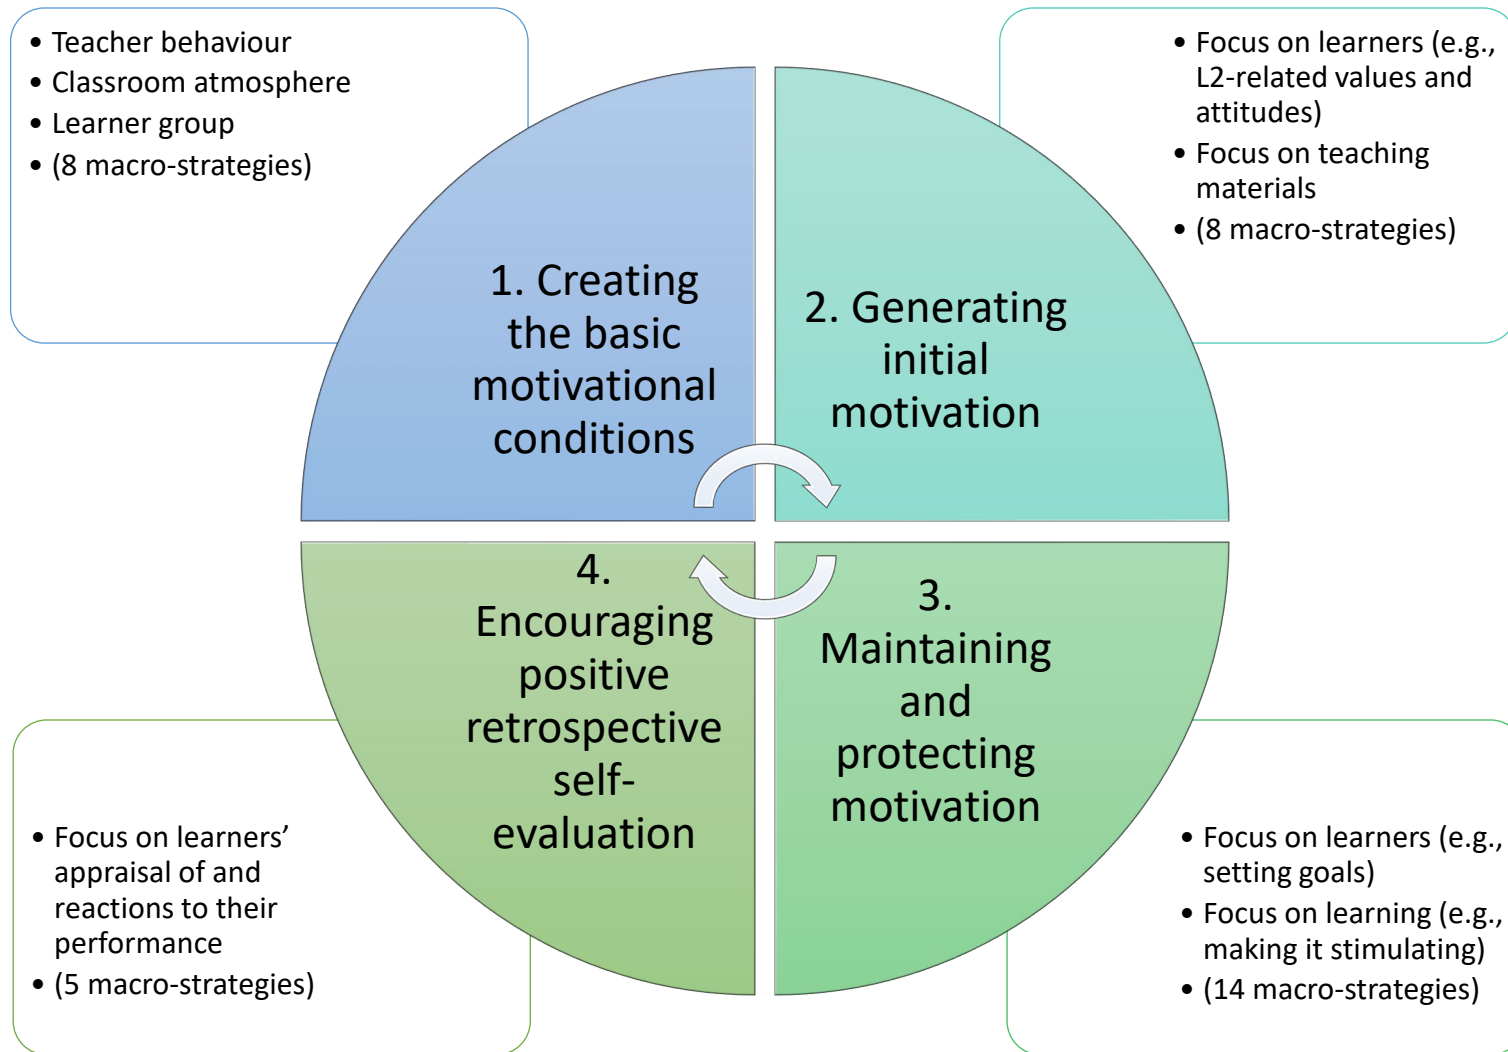 • Teacher behaviour
• Classroom atmosphere
• Learner group
• (8 macro-strategies)
• Focus on learners (e.g.,
L2-related values and
attitudes)
• Focus on teaching
materials
• (8 macro-strategies)
1. Creating
the basic
motivational
conditions
2. Generating
initial
motivation
3.
Maintaining
and
protecting
motivation
4.
Encouraging
positive
retrospective
self-
evaluation
• Focus on learners (e.g.,
setting goals)
• Focus on learning (e.g.,
making it stimulating)
• (14 macro-strategies)
• Focus on learners’
appraisal of and
reactions to their
performance
• (5 macro-strategies)